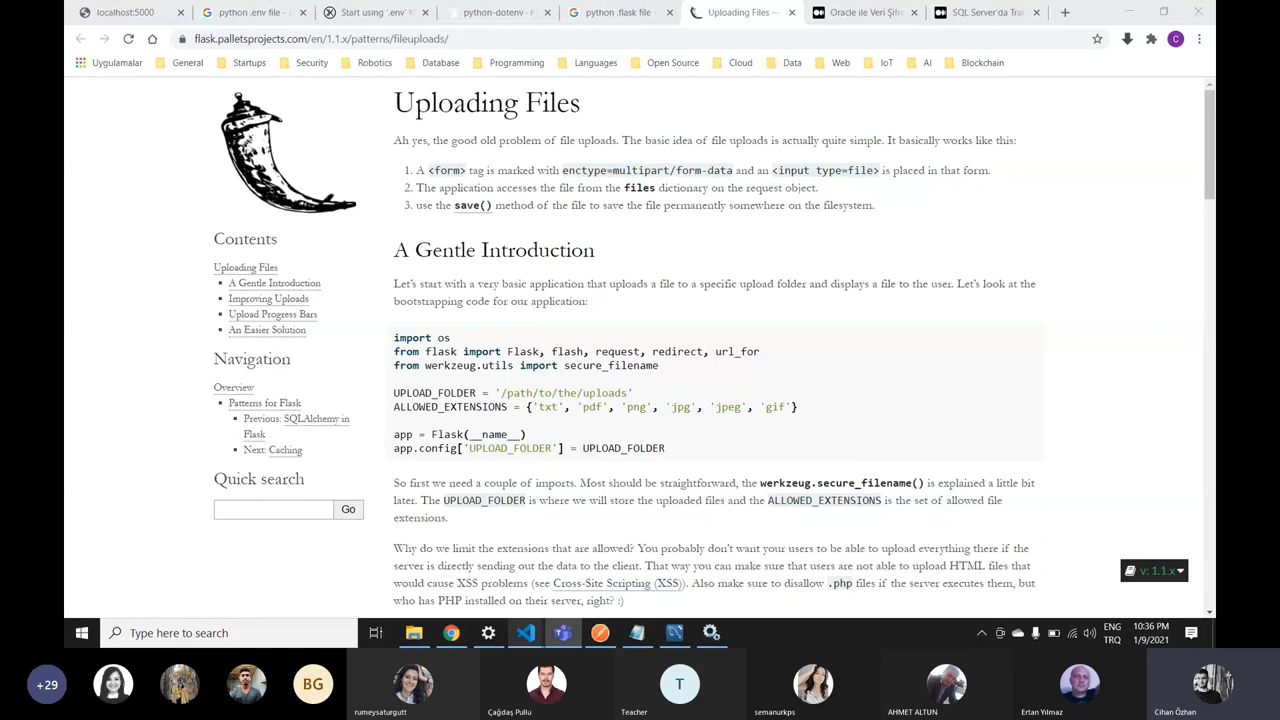 localhost:5000
python .env file -
Start using '.env'
python-dotenv - P
python .flask file
Uploading Files —
Oracle ile Veri Şifr
SQL Server'da Tra
flask.palletsprojects.com/en/1.1.x/patterns/fileuploads/
C
Uygulamalar
General
Startups
Security
Robotics
Database
Programming
Languages
Open Source
Cloud
Data
Web
IoT
AI
Blockchain
Uploading Files
Ah yes, the good old problem of file uploads. The basic idea of file uploads is actually quite simple. It basically works like this:
1. A <form> tag is marked with enctype=multipart/form-data and an <input type=file> is placed in that form.
2. The application accesses the file from the files dictionary on the request object.
3. use the save() method of the file to save the file permanently somewhere on the filesystem.
Contents
Uploading Files
A Gentle Introduction
Improving Uploads
Upload Progress Bars
An Easier Solution
Navigation
Overview
Patterns for Flask
Previous: SQLAlchemy in
Flask
Next: Caching
Quick search
Go
A Gentle Introduction
Let's start with a very basic application that uploads a file to a specific upload folder and displays a file to the user. Let's look at the
bootstrapping code for our application:
import os
from flask import Flask, flash, request, redirect, url_for
from werkzeug.utils import secure_filename
UPLOAD_FOLDER = '/path/to/the/uploads'
ALLOWED_EXTENSIONS = {'txt', 'pdf', 'png', 'jpg', 'jpeg', 'gif'}
app = Flask(__name__)
app.config['UPLOAD_FOLDER'] = UPLOAD_FOLDER
So first we need a couple of imports. Most should be straightforward, the werkzeug.secure_filename() is explained a little bit
later. The UPLOAD_FOLDER is where we will store the uploaded files and the ALLOWED_EXTENSIONS is the set of allowed file
extensions.
Why do we limit the extensions that are allowed? You probably don't want your users to be able to upload everything there if the
server is directly sending out the data to the client. That way you can make sure that users are not able to upload HTML files that
would cause XSS problems (see Cross-Site Scripting (XSS)). Also make sure to disallow .php files if the server executes them, but
who has PHP installed on their server, right? :)
v: 1.1.x
Type here to search
ENG
TRQ
10:36 PM
1/9/2021
+29
BG
T
rumeysaturgutt
Çağdaş Pullu
Teacher
semanurkps
AHMET ALTUN
Ertan Yılmaz
Cihan Özhan